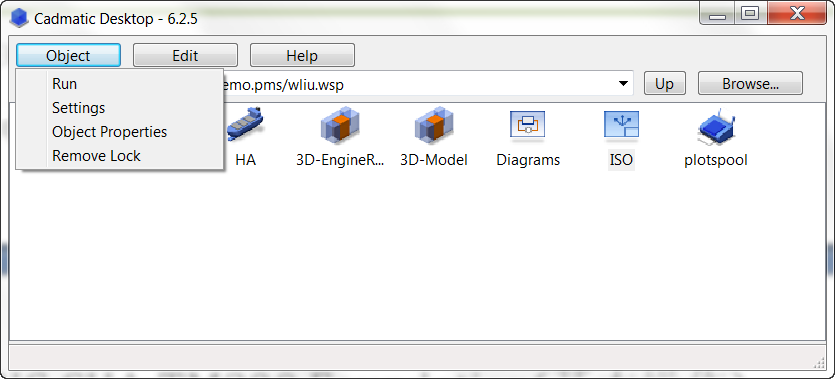 Cadmatic Desktop - 6.2.5
Object Edit Help
Run
Settings
Object Properties
Remove Lock
emo.pms/wliu.wsp Up Browse...
HA 3D-EngineR... 3D-Model Diagrams ISO plotspool